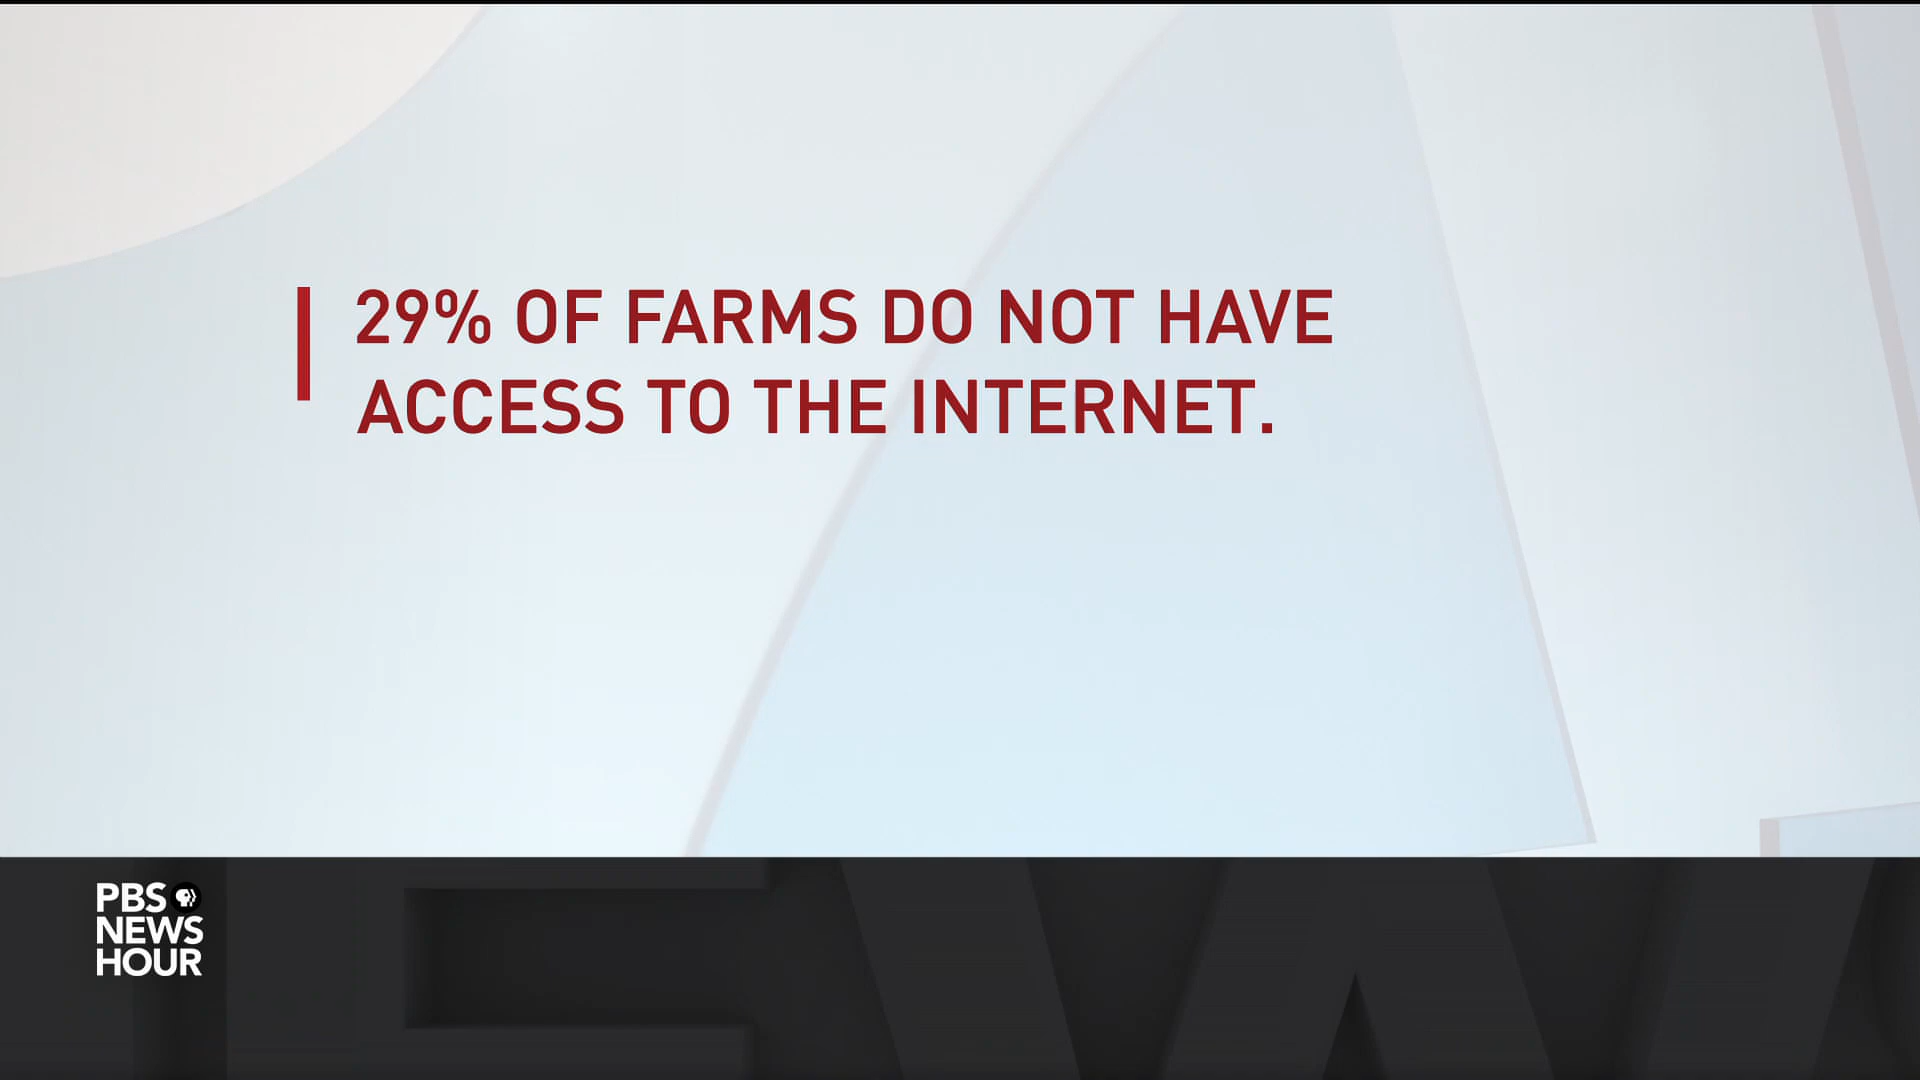 29% OF FARMS DO NOT HAVE
ACCESS TO THE INTERNET.
PBS
NEWS
HOUR